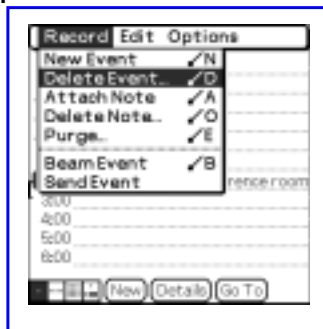 Record Edit Options
New Event /N
Delete Event... /D
Attach Note /A
Delete Note... /O
Purge... /E
Beam Event /B
Send Event
rence room
3:00
4:00
5:00
6:00
New Details Go To